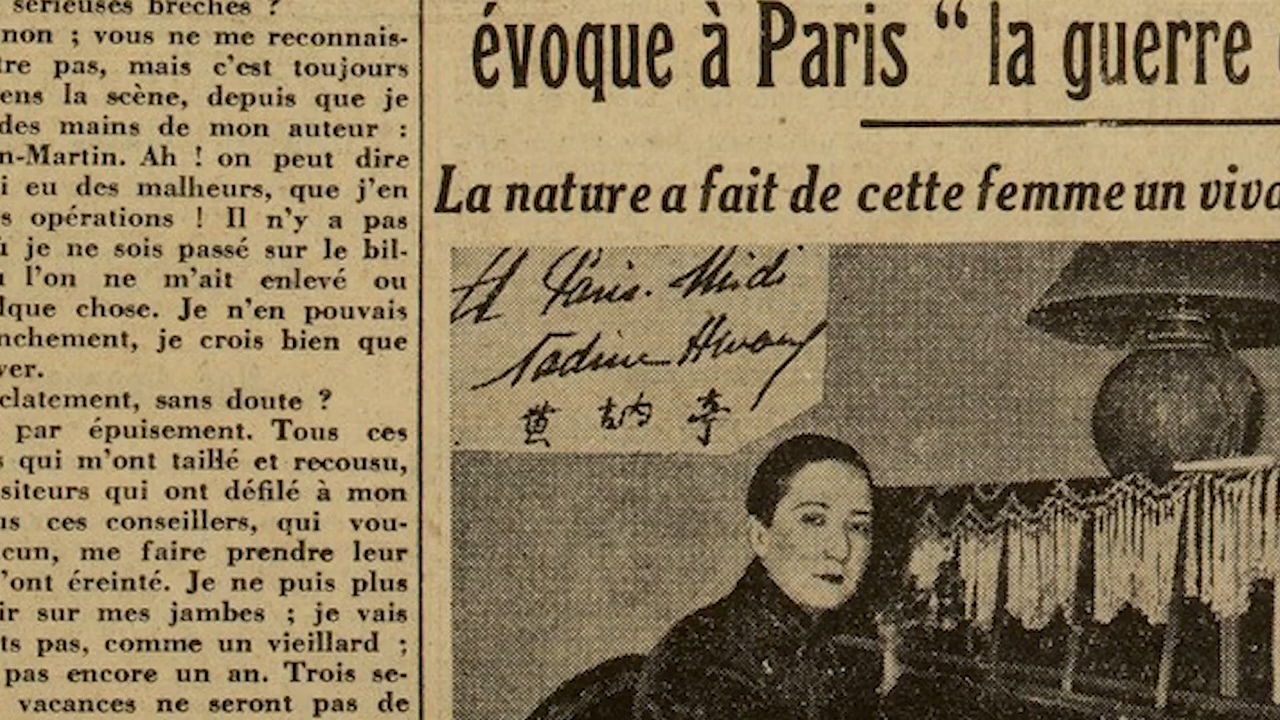 sérieuses brèches ?
non ; vous ne me reconnais-
tre pas, mais c'est toujours
ens la scène, depuis que je
des mains de mon auteur :
n-Martin. Ah ! on peut dire
i eu des malheurs, que j'en
s opérations ! Il n'y a pas
ù je ne sois passé sur le bil-
l'on ne m'ait enlevé ou
lque chose. Je n'en pouvais
nchement, je crois bien que
ver.
clatement, sans doute ?
par épuisement. Tous ces
s qui m'ont taillé et recousu,
siteurs qui ont défilé à mon
us ces conseillers, qui vou-
cun, me faire prendre leur
'ont éreinté. Je ne puis plus
ir sur mes jambes ; je vais
ts pas, comme un vieillard ;
pas encore un an. Trois se-
vacances ne seront pas de
évoque à Paris “ la guerre
La nature a fait de cette femme un viva
Paris-Midi
Nadine Hwang
黄訥亭